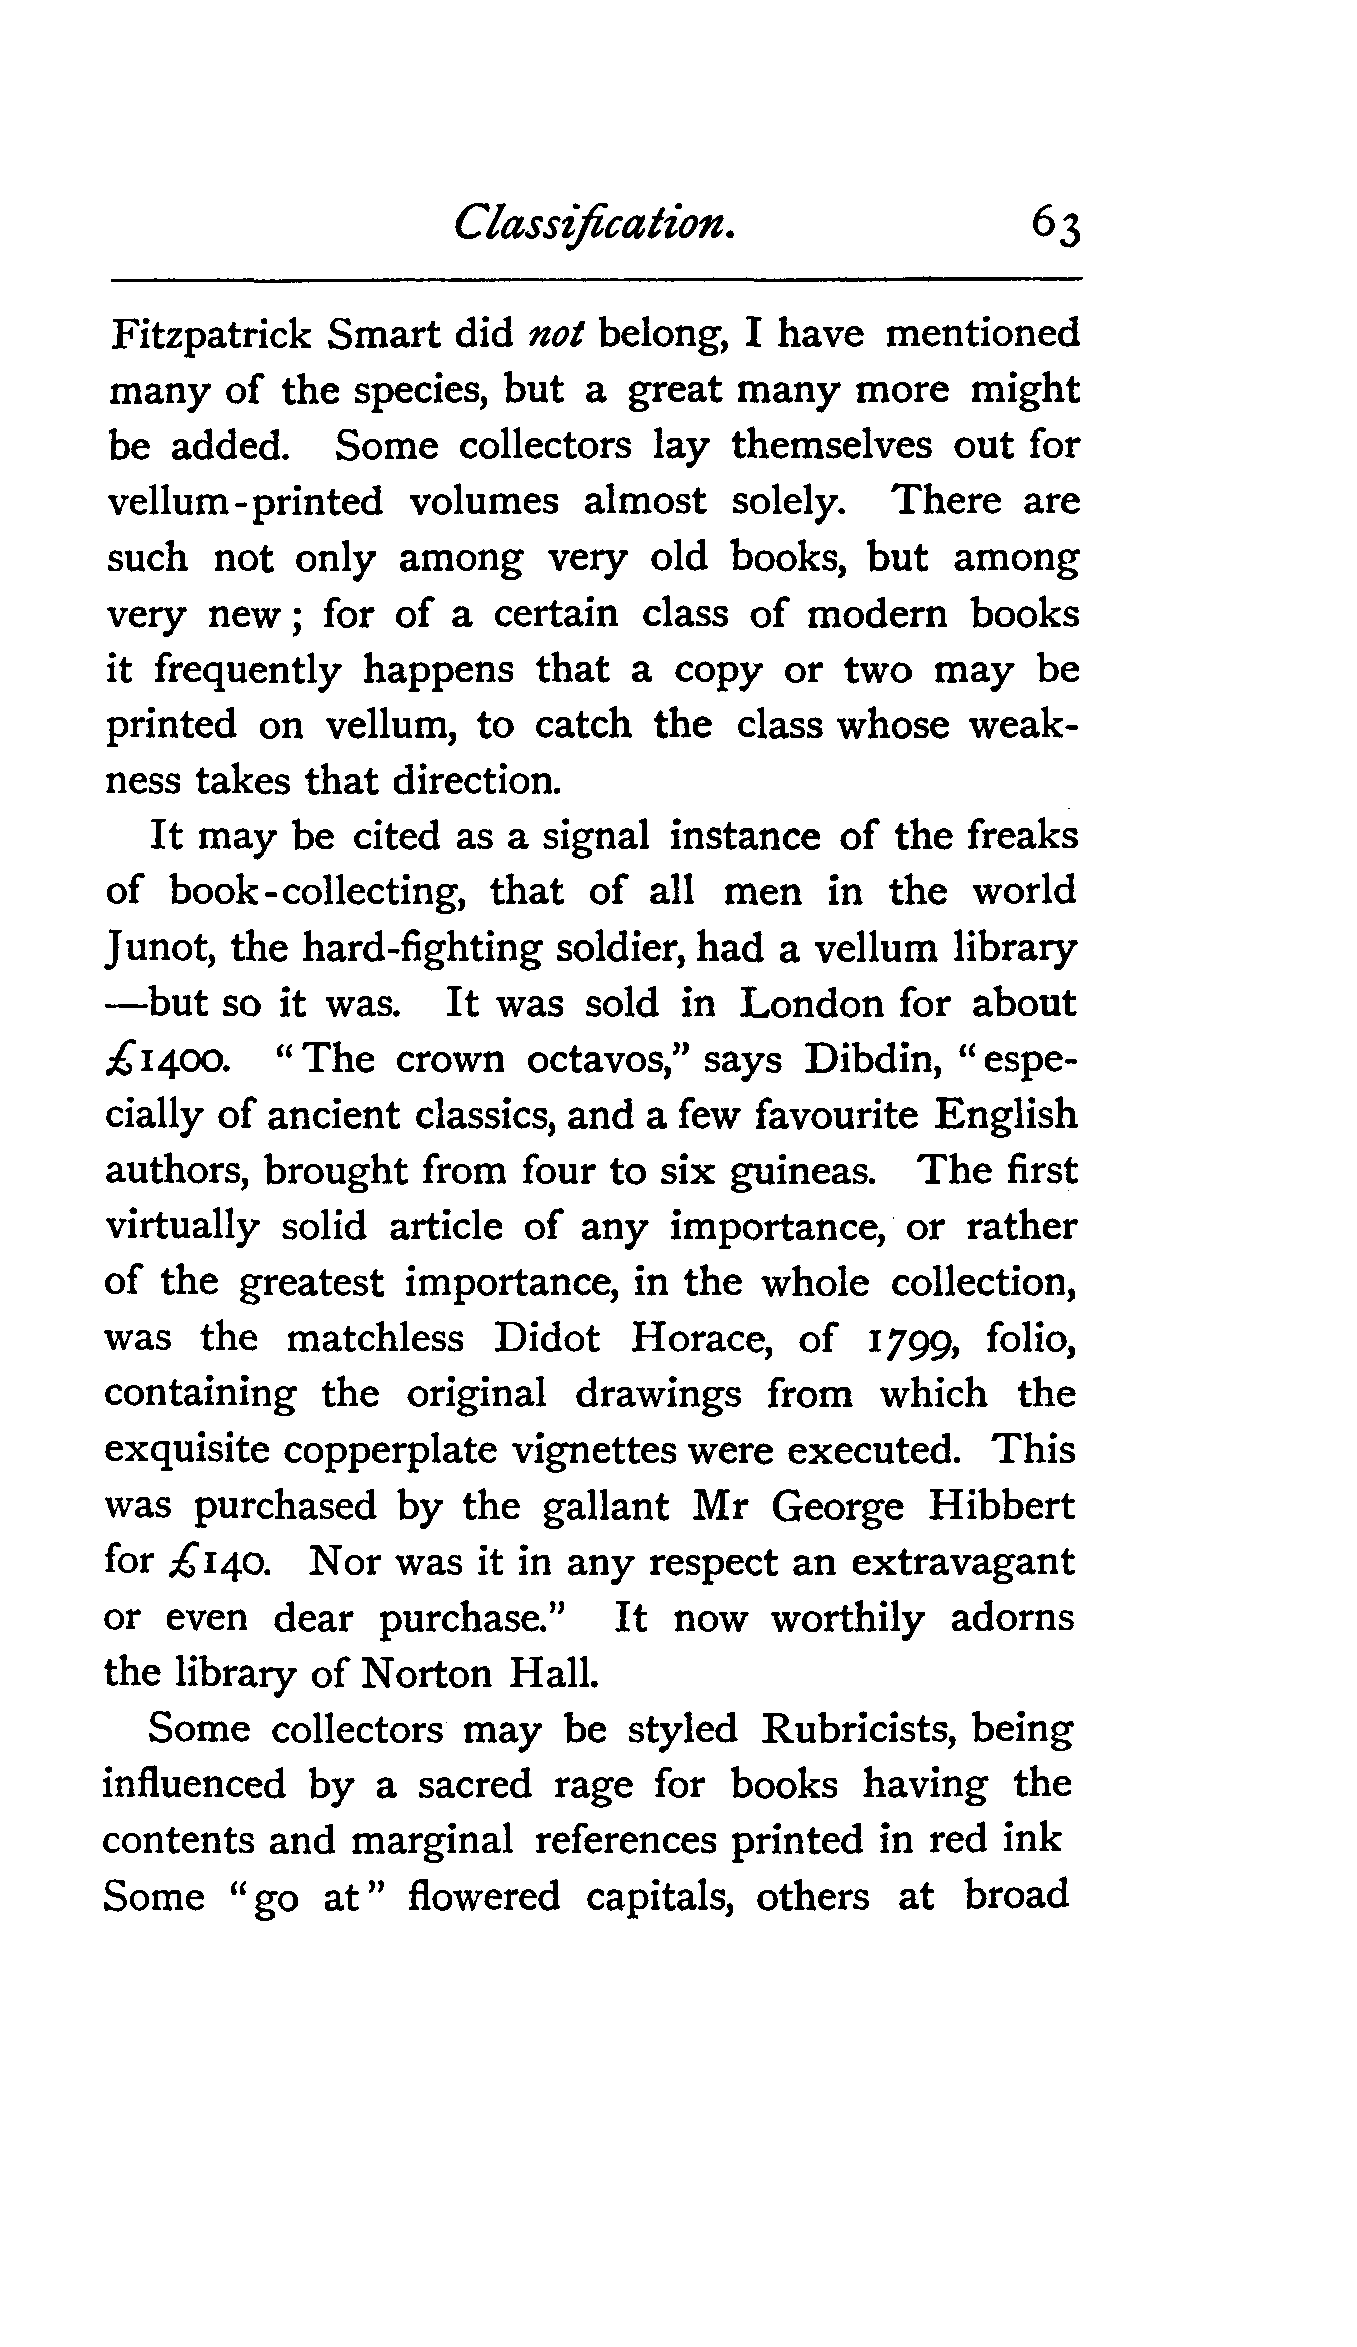 Classification. 63
Fitzpatrick Smart did not belong, I have mentioned
many of the species, but a great many more might
be added. Some collectors lay themselves out for
vellum-printed volumes almost solely. There are
such not only among very old books, but among
very new; for of a certain class of modern books
it frequently happens that a copy or two may be
printed on vellum, to catch the class whose weak-
ness takes that direction.
It may be cited as a signal instance of the freaks
of book-collecting, that of all men in the world
Junot, the hard-fighting soldier, had a vellum library
—but so it was. It was sold in London for about
£1400. “The crown octavos,” says Dibdin, “espe-
cially of ancient classics, and a few favourite English
authors, brought from four to six guineas. The first
virtually solid article of any importance, or rather
of the greatest importance, in the whole collection,
was the matchless Didot Horace, of 1799, folio,
containing the original drawings from which the
exquisite copperplate vignettes were executed. This
was purchased by the gallant Mr George Hibbert
for £140. Nor was it in any respect an extravagant
or even dear purchase.” It now worthily adorns
the library of Norton Hall.
Some collectors may be styled Rubricists, being
influenced by a sacred rage for books having the
contents and marginal references printed in red ink
Some “go at” flowered capitals, others at broad